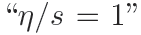 “η/s = 1”